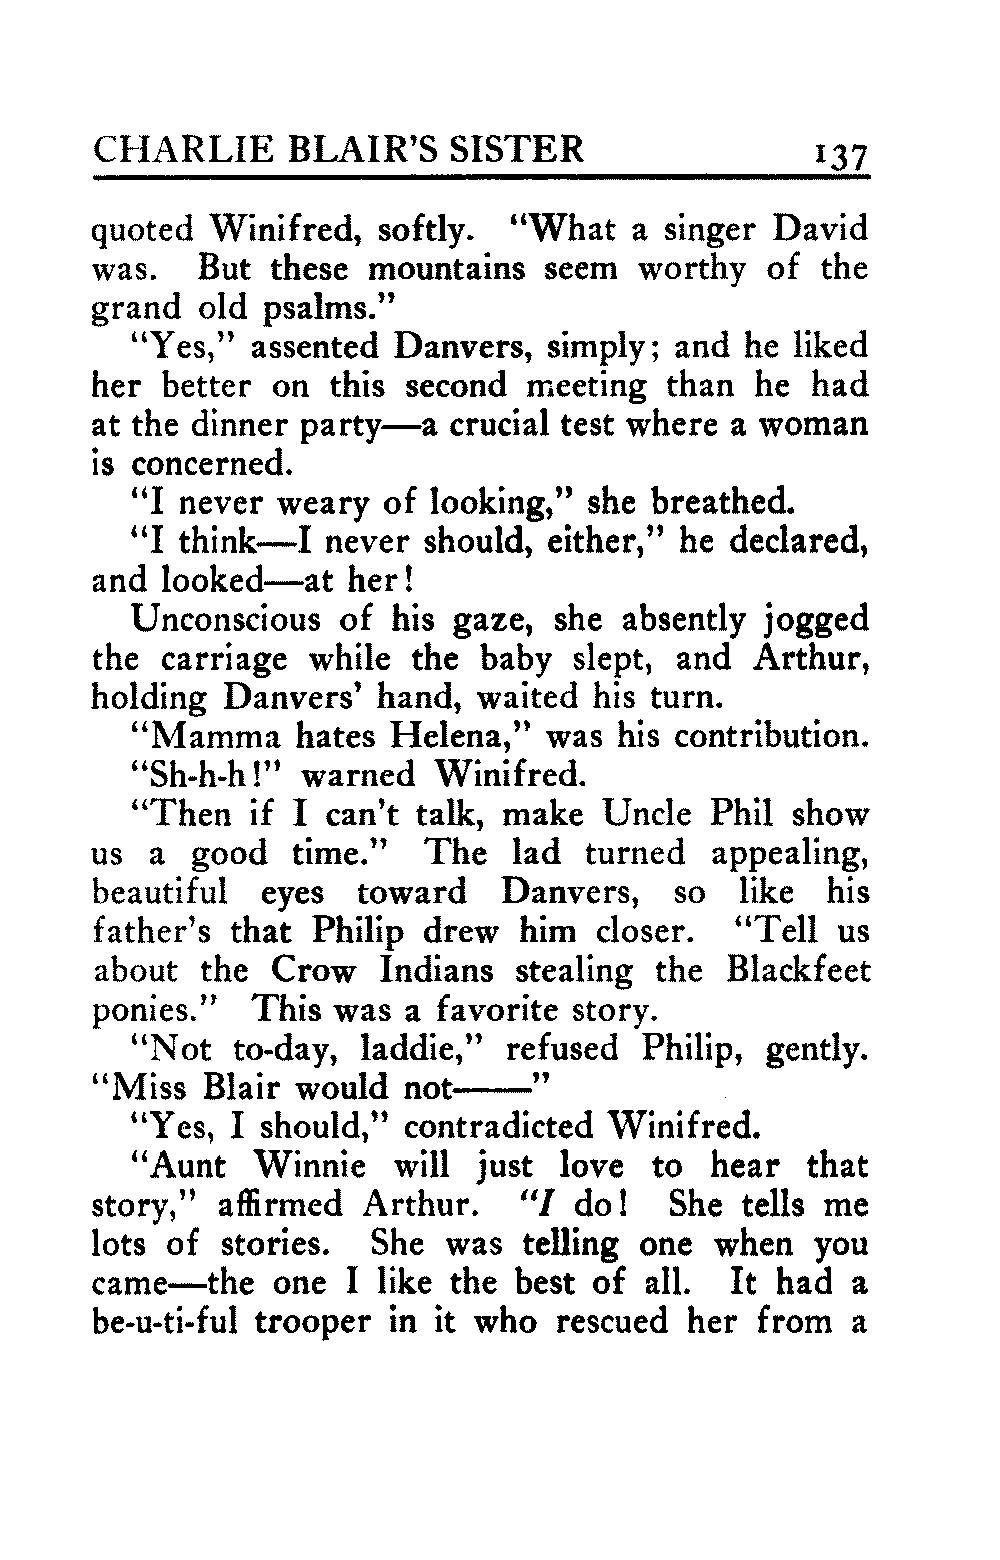 CHARLIE BLAIR'S SISTER 137
quoted Winifred, softly. "What a singer David
was. But these mountains seem worthy of the
grand old psalms."
"Yes," assented Danvers, simply; and he liked
her better on this second meeting than he had
at the dinner party—a crucial test where a woman
is concerned.
"I never weary of looking," she breathed.
"I think—I never should, either," he declared,
and looked—at her!
Unconscious of his gaze, she absently jogged
the carriage while the baby slept, and Arthur,
holding Danvers' hand, waited his turn.
"Mamma hates Helena," was his contribution.
"Sh-h-h!" warned Winifred.
"Then if I can't talk, make Uncle Phil show
us a good time." The lad turned appealing,
beautiful eyes toward Danvers, so like his
father's that Philip drew him closer. "Tell us
about the Crow Indians stealing the Blackfeet
ponies." This was a favorite story.
"Not to-day, laddie," refused Philip, gently.
"Miss Blair would not——"
"Yes, I should," contradicted Winifred.
"Aunt Winnie will just love to hear that
story," affirmed Arthur. "I do! She tells me
lots of stories. She was telling one when you
came—the one I like the best of all. It had a
be-u-ti-ful trooper in it who rescued her from a